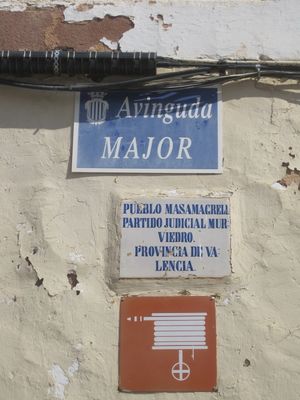 Avinguda
MAJOR
PUEBLO MASAMAGRELL
PARTIDO JUDICIAL MUR-
VIEDRO.
PROVINCIA DE VA-
LENCIA.